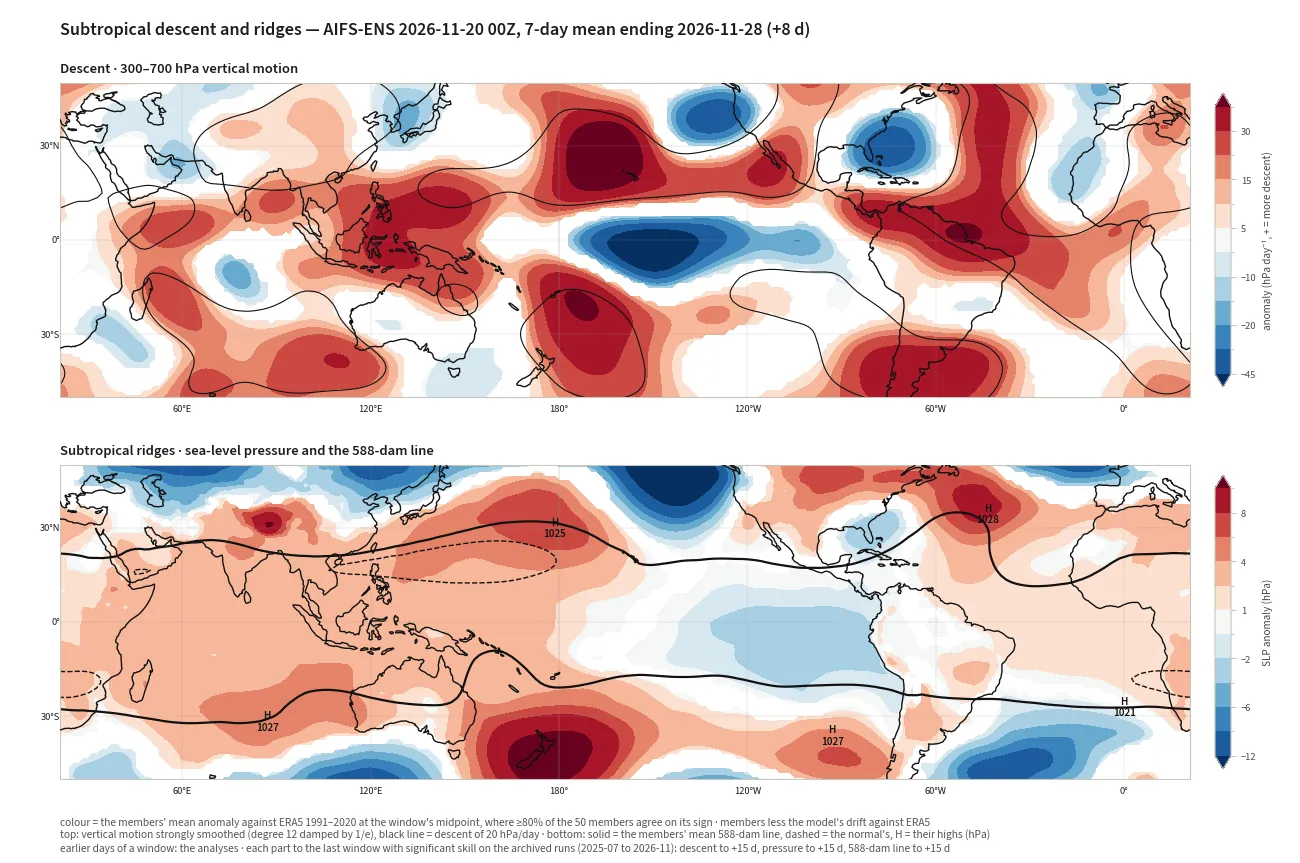 Subtropical descent and ridges — AIFS-ENS 2026-11-20 00Z, 7-day mean ending 2026-11-28 (+8 d)
Descent · 300–700 hPa vertical motion
30°N
0°
30°S
60°E
120°E
180°
120°W
60°W
0°
30
15
5
−10
−20
−45
anomaly (hPa day⁻¹, + = more descent)
Subtropical ridges · sea-level pressure and the 588-dam line
30°N
0°
30°S
H
1025
H
1028
H
1027
H
1027
H
1021
60°E
120°E
180°
120°W
60°W
0°
8
4
1
−2
−6
−12
SLP anomaly (hPa)
colour = the members' mean anomaly against ERA5 1991–2020 at the window's midpoint, where ≥80% of the 50 members agree on its sign · members less the model's drift against ERA5
top: vertical motion strongly smoothed (degree 12 damped by 1/e), black line = descent of 20 hPa/day · bottom: solid = the members' mean 588-dam line, dashed = the normal's, H = their highs (hPa)
earlier days of a window: the analyses · each part to the last window with significant skill on the archived runs (2025-07 to 2026-11): descent to +15 d, pressure to +15 d, 588-dam line to +15 d